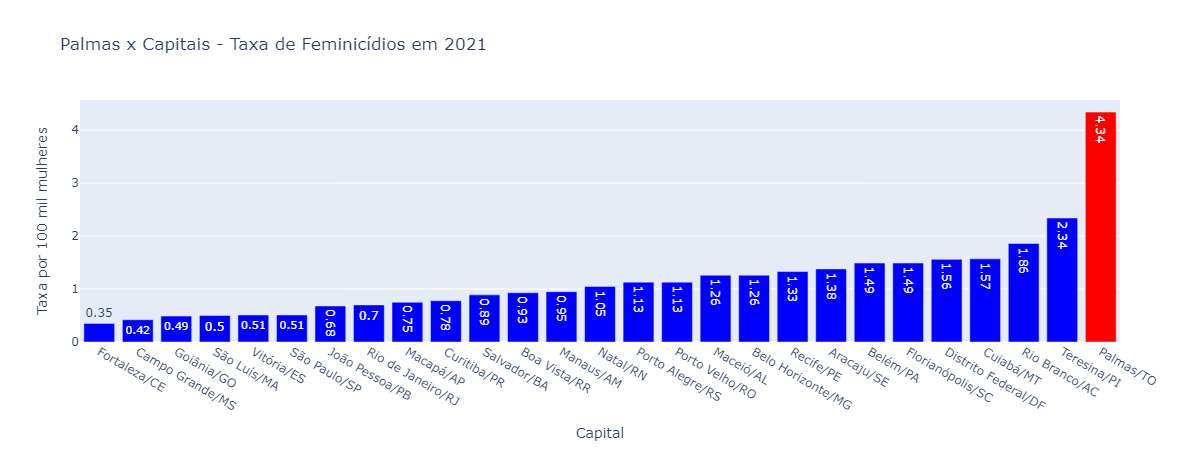 Palmas x Capitais - Taxa de Feminicídios em 2021
Taxa por 100 mil mulheres
4
3
2
1
0
0.35
0.42
0.49
0.5
0.51
0.51
0.68
0.7
0.75
0.78
0.89
0.93
0.95
1.05
1.13
1.13
1.26
1.26
1.33
1.38
1.49
1.49
1.56
1.57
1.86
2.34
4.34
Fortaleza/CE
Campo Grande/MS
Goiânia/GO
São Luís/MA
Vitória/ES
São Paulo/SP
João Pessoa/PB
Rio de Janeiro/RJ
Macapá/AP
Curitiba/PR
Salvador/BA
Boa Vista/RR
Manaus/AM
Natal/RN
Porto Alegre/RS
Porto Velho/RO
Maceió/AL
Belo Horizonte/MG
Recife/PE
Aracaju/SE
Belém/PA
Florianópolis/SC
Distrito Federal/DF
Cuiabá/MT
Rio Branco/AC
Teresina/PI
Palmas/TO
Capital